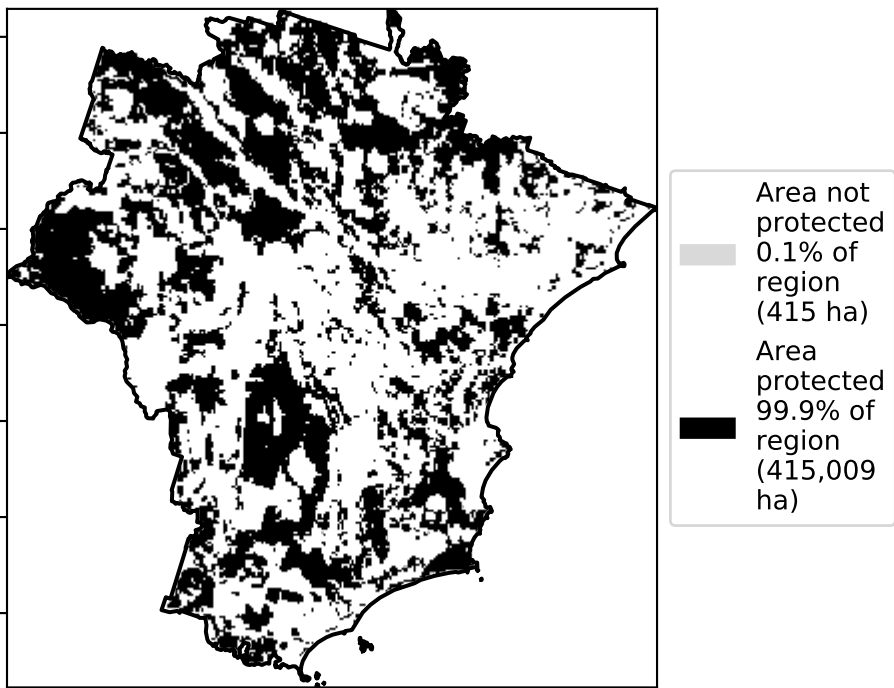 Area not
protected
0.1% of
region
(415 ha)
Area
protected
99.9% of
region
(415,009
ha)